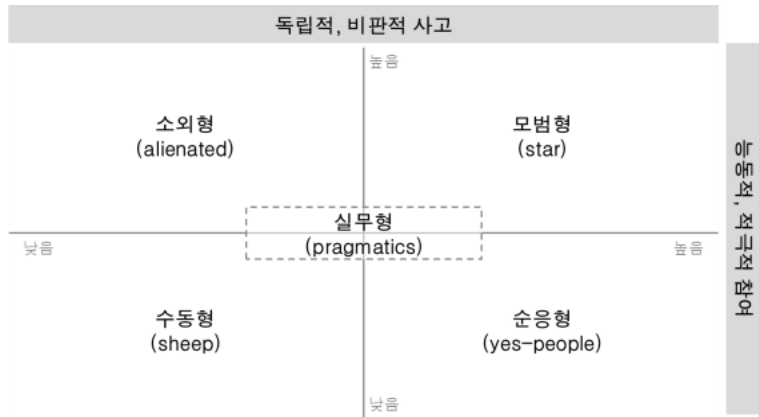 독립적, 비판적 사고
높음
소외형
(alienated)
모범형
(star)
능동적, 적극적 참여
실무형
(pragmatics)
낮음
높음
수동형
(sheep)
순응형
(yes-people)
낮음